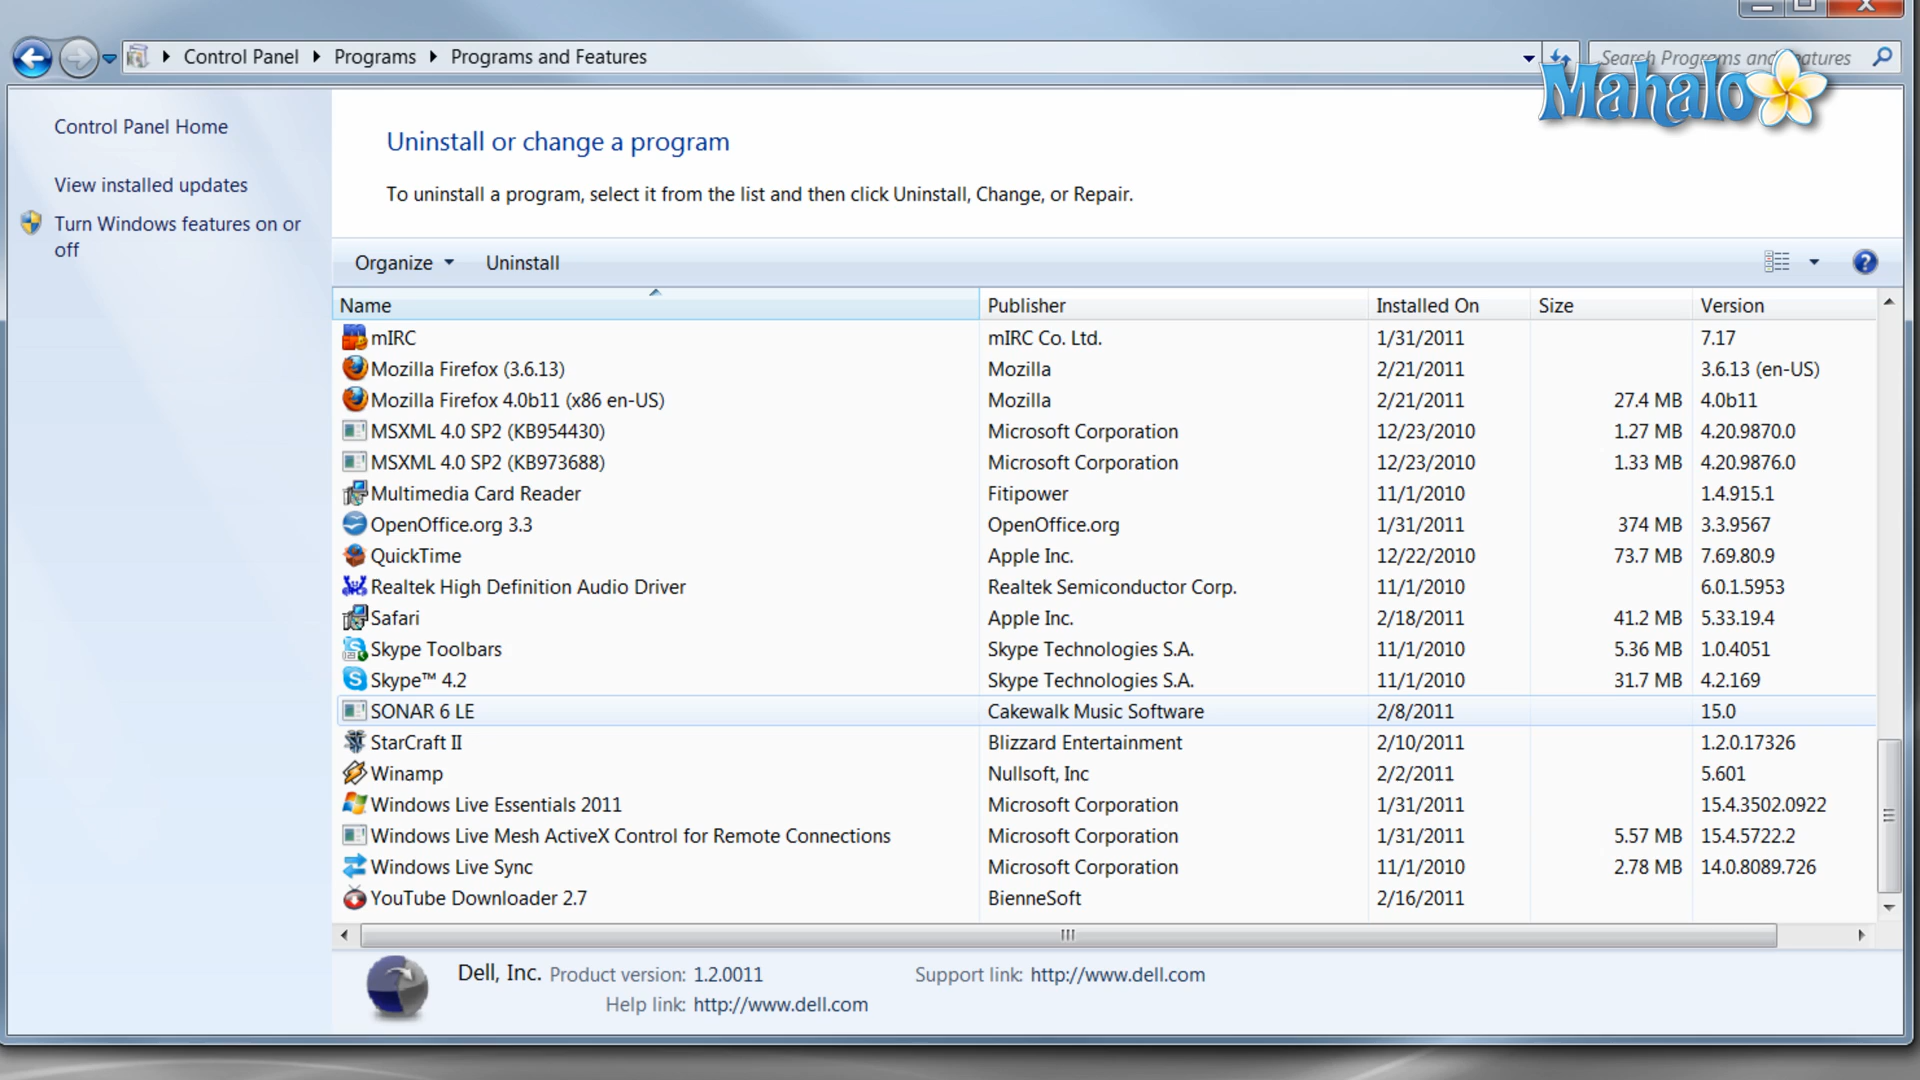 Control Panel Programs Programs and Features
Search Programs and
atures
Mahalo
Control Panel Home
View installed updates
Turn Windows features on or
off
Uninstall or change a program
To uninstall a program, select it from the list and then click Uninstall, Change, or Repair.
Organize Uninstall
Name Publisher Installed On Size Version
mIRC mIRC Co. Ltd. 1/31/2011 7.17
Mozilla Firefox (3.6.13) Mozilla 2/21/2011 3.6.13 (en-US)
Mozilla Firefox 4.0b11 (x86 en-US) Mozilla 2/21/2011 27.4 MB 4.0b11
MSXML 4.0 SP2 (KB954430) Microsoft Corporation 12/23/2010 1.27 MB 4.20.9870.0
MSXML 4.0 SP2 (KB973688) Microsoft Corporation 12/23/2010 1.33 MB 4.20.9876.0
Multimedia Card Reader Fitipower 11/1/2010 1.4.915.1
OpenOffice.org 3.3 OpenOffice.org 1/31/2011 374 MB 3.3.9567
QuickTime Apple Inc. 12/22/2010 73.7 MB 7.69.80.9
Realtek High Definition Audio Driver Realtek Semiconductor Corp. 11/1/2010 6.0.1.5953
Safari Apple Inc. 2/18/2011 41.2 MB 5.33.19.4
Skype Toolbars Skype Technologies S.A. 11/1/2010 5.36 MB 1.0.4051
Skype™ 4.2 Skype Technologies S.A. 11/1/2010 31.7 MB 4.2.169
SONAR 6 LE Cakewalk Music Software 2/8/2011 15.0
StarCraft II Blizzard Entertainment 2/10/2011 1.2.0.17326
Winamp Nullsoft, Inc 2/2/2011 5.601
Windows Live Essentials 2011 Microsoft Corporation 1/31/2011 15.4.3502.0922
Windows Live Mesh ActiveX Control for Remote Connections Microsoft Corporation 1/31/2011 5.57 MB 15.4.5722.2
Windows Live Sync Microsoft Corporation 11/1/2010 2.78 MB 14.0.8089.726
YouTube Downloader 2.7 BienneSoft 2/16/2011
Dell, Inc. Product version: 1.2.0011 Support link: http://www.dell.com
Help link: http://www.dell.com